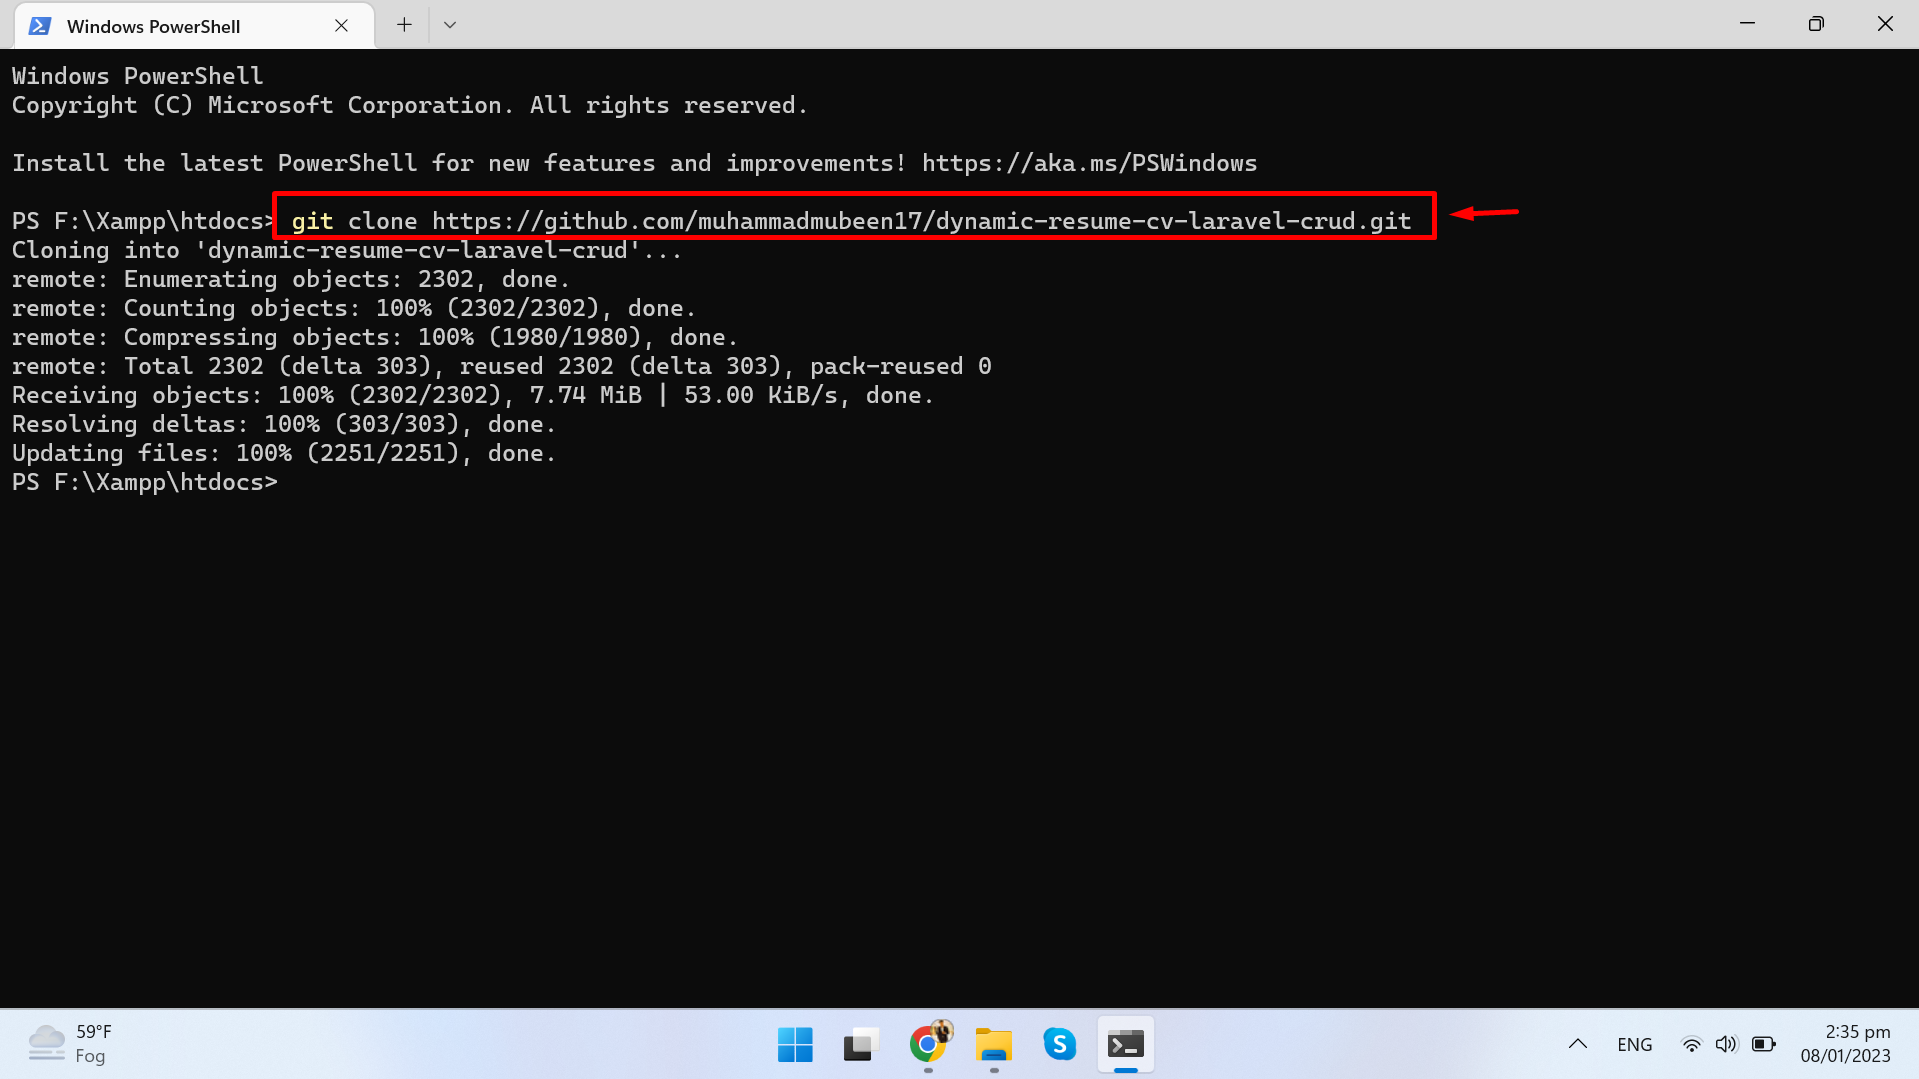 Windows PowerShell
Windows PowerShell
Copyright (C) Microsoft Corporation. All rights reserved.
Install the latest PowerShell for new features and improvements! https://aka.ms/PSWindows
PS F:\Xampp\htdocs> git clone https://github.com/muhammadmubeen17/dynamic-resume-cv-laravel-crud.git
Cloning into 'dynamic-resume-cv-laravel-crud'...
remote: Enumerating objects: 2302, done.
remote: Counting objects: 100% (2302/2302), done.
remote: Compressing objects: 100% (1980/1980), done.
remote: Total 2302 (delta 303), reused 2302 (delta 303), pack-reused 0
Receiving objects: 100% (2302/2302), 7.74 MiB | 53.00 KiB/s, done.
Resolving deltas: 100% (303/303), done.
Updating files: 100% (2251/2251), done.
PS F:\Xampp\htdocs>
59°F
Fog
S
ENG
2:35 pm
08/01/2023